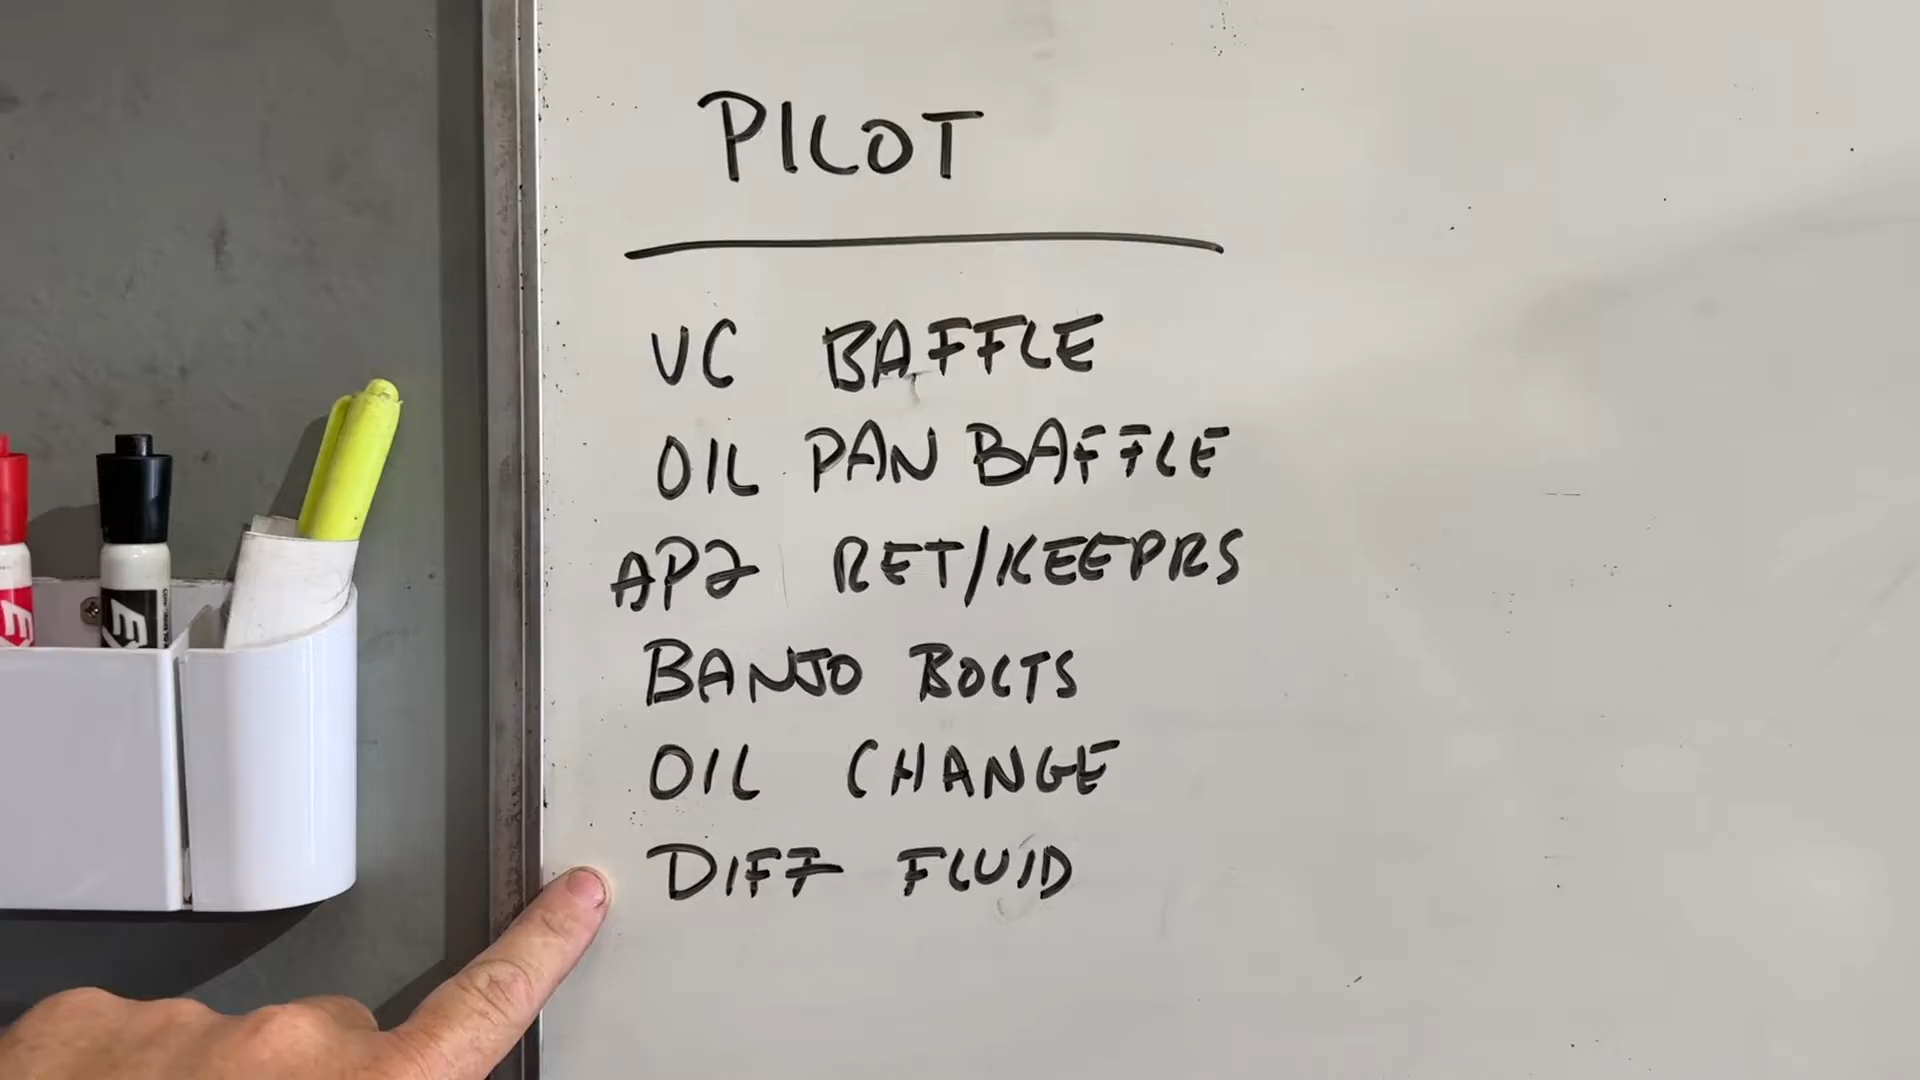 PILOT
VC BAFFLE
OIL PAN BAFFLE
AP2 RET/KEEPRS
BANJO BOLTS
OIL CHANGE
DIFF FLUID